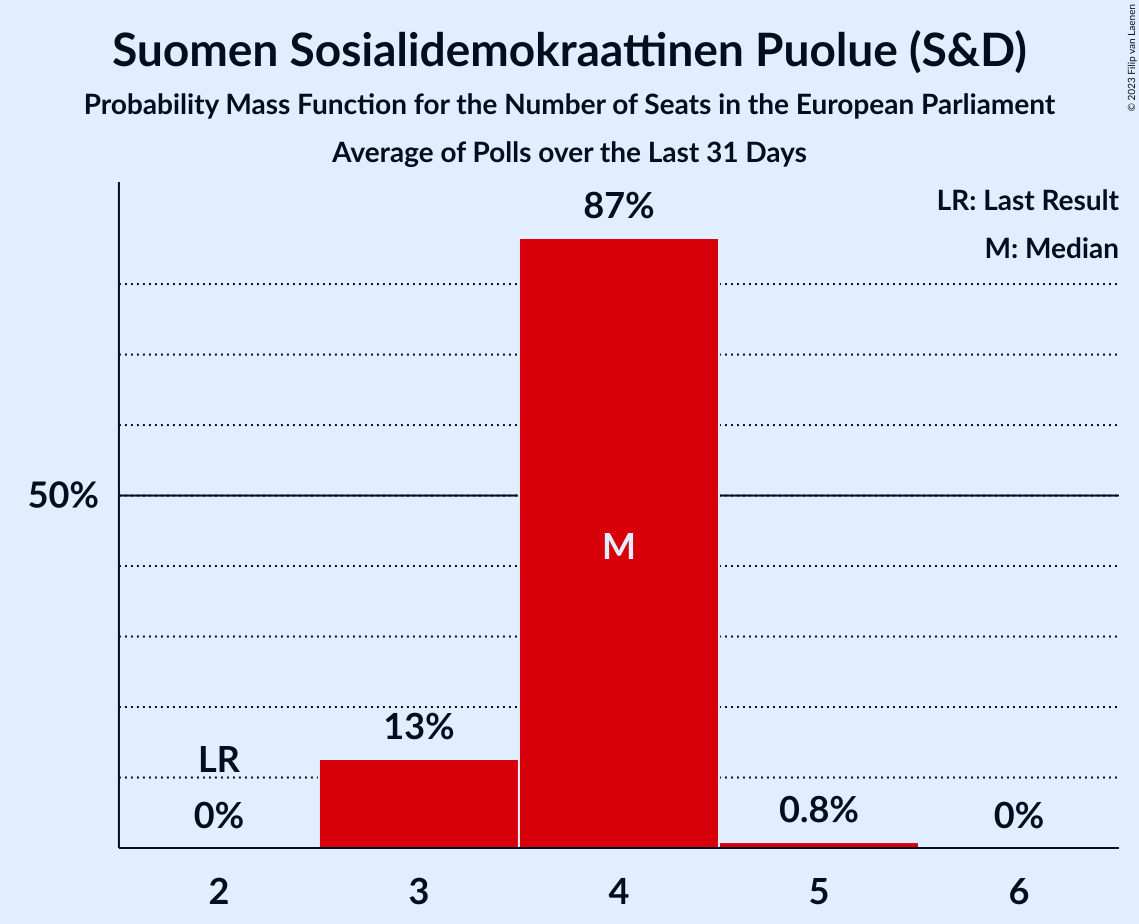 Suomen Sosialidemokraattinen Puolue (S&D)
Probability Mass Function for the Number of Seats in the European Parliament
Average of Polls over the Last 31 Days
© 2023 Filip van Laenen
LR: Last Result
M: Median
87%
50%
M
13%
LR
0%
0.8%
0%
2 3 4 5 6